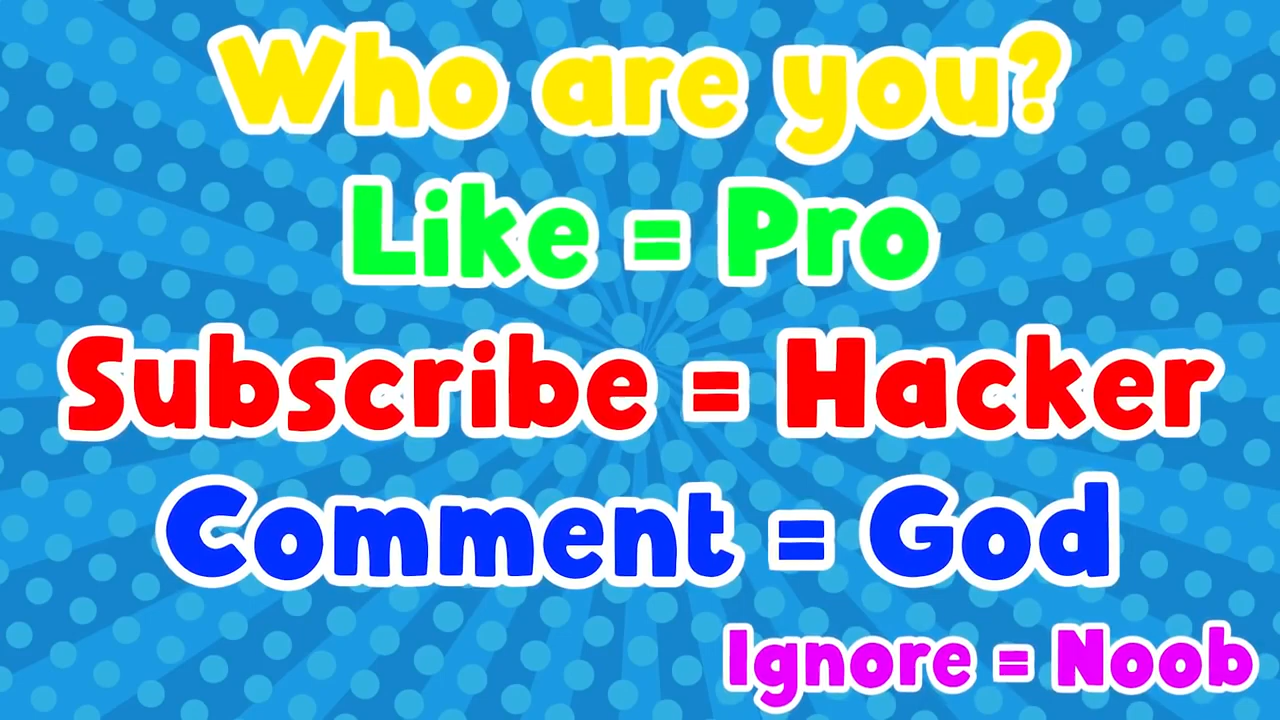 Who are you?
Like = Pro
Subscribe = Hacker
Comment = God
Ignore = Noob